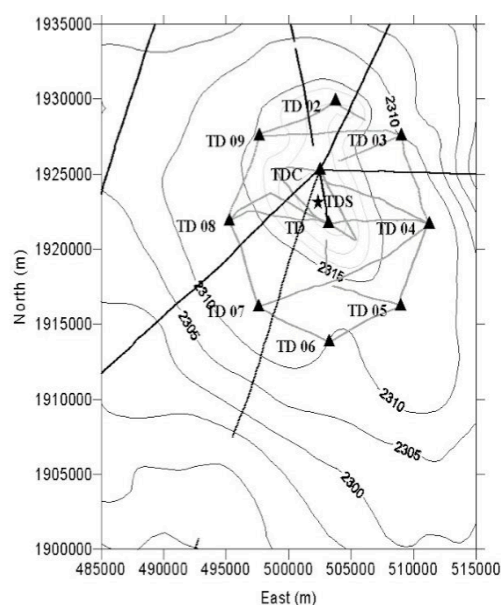 1935000
1930000
1925000
1920000
1915000
1910000
1905000
1900000
North (m)
TD 02
2310
TD 09
TD 03
TDC
TDS
TD 08
TD
TD 04
2315
2310
2305
TD 07
TD 05
TD 06
2310
2305
2300
485000
490000
495000
500000
505000
510000
515000
East (m)